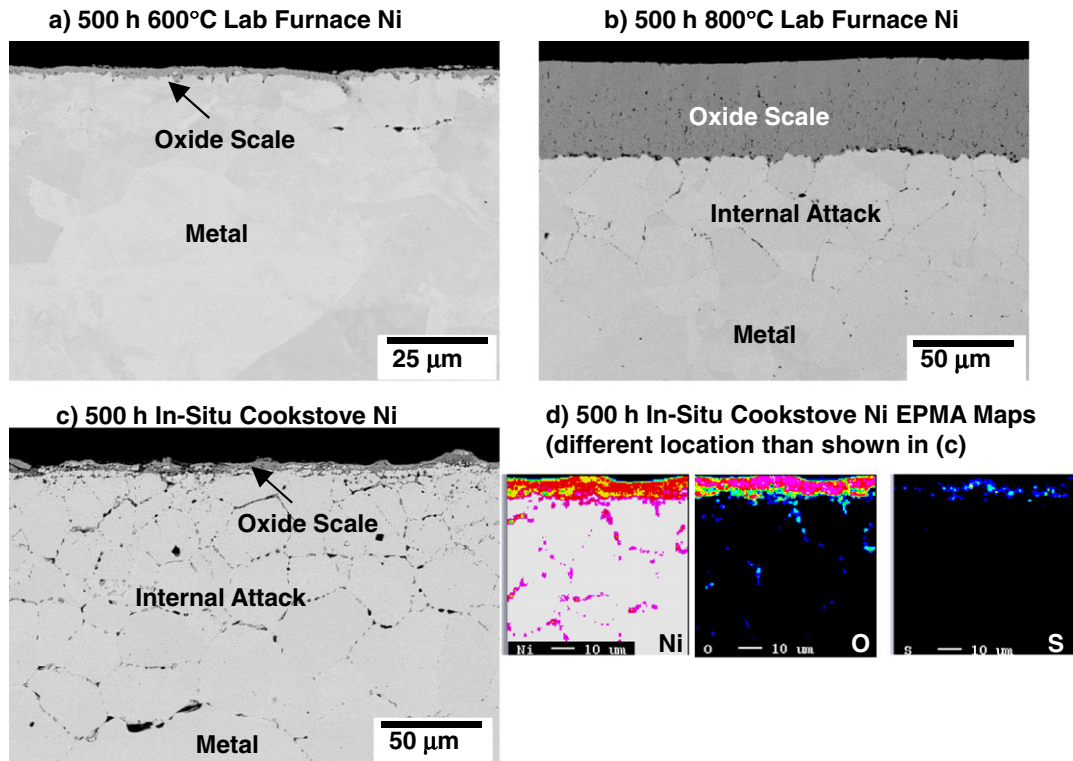 a) 500 h 600°C Lab Furnace Ni
b) 500 h 800°C Lab Furnace Ni
Oxide Scale
Metal
25 μm
Oxide Scale
Internal Attack
Metal
50 μm
c) 500 h In-Situ Cookstove Ni
Oxide Scale
Internal Attack
Metal
50 μm
d) 500 h In-Situ Cookstove Ni EPMA Maps
(different location than shown in (c)
Ni 10 um Ni
O 10 um O
S 10 um S